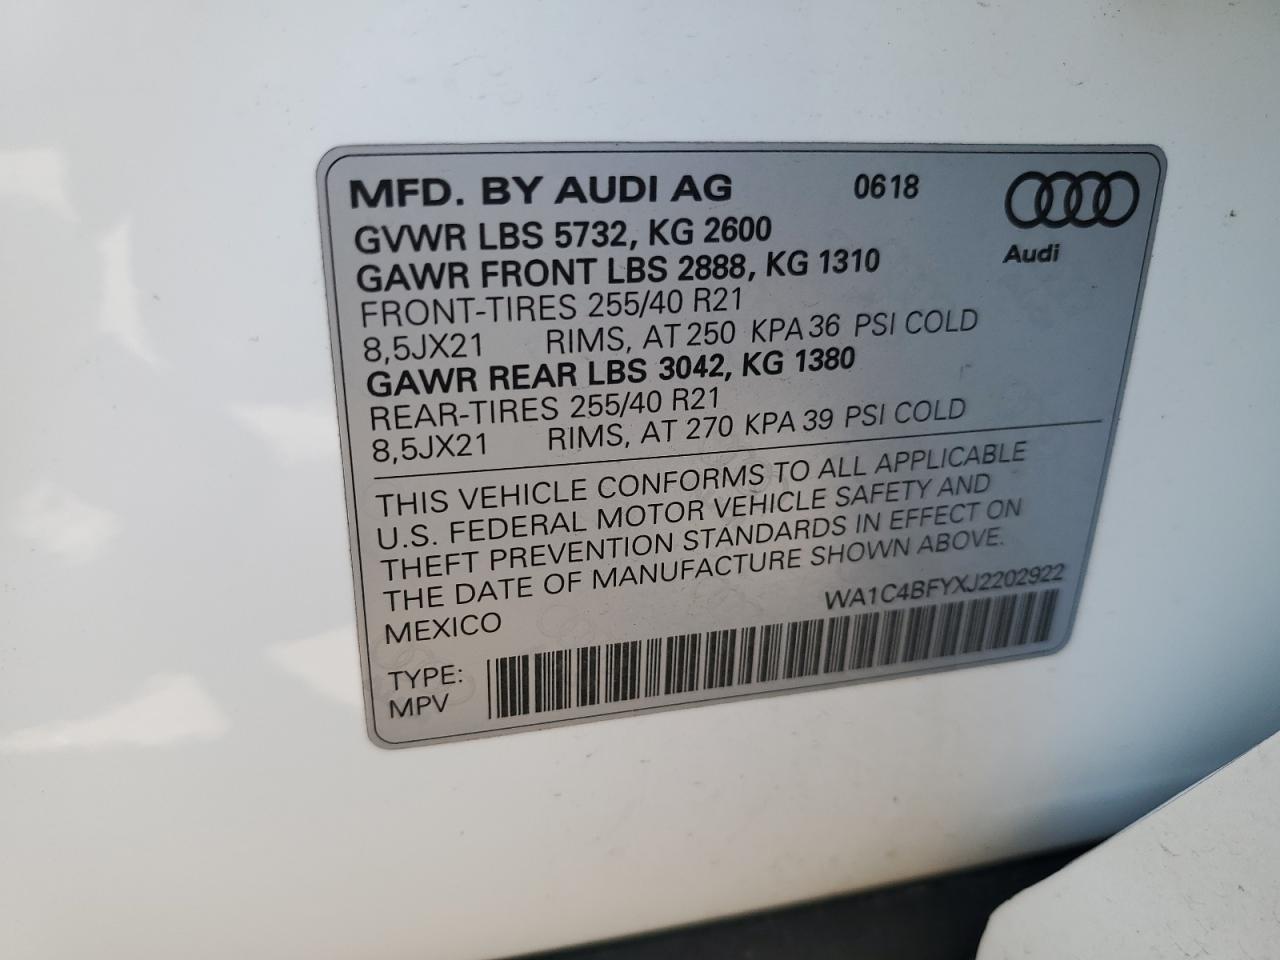 MFD. BY AUDI AG 0618
GVWR LBS 5732, KG 2600
GAWR FRONT LBS 2888, KG 1310
Audi
FRONT-TIRES 255/40 R21
8,5JX21 RIMS, AT 250 KPA 36 PSI COLD
GAWR REAR LBS 3042, KG 1380
REAR-TIRES 255/40 R21
8,5JX21 RIMS, AT 270 KPA 39 PSI COLD
THIS VEHICLE CONFORMS TO ALL APPLICABLE
U.S. FEDERAL MOTOR VEHICLE SAFETY AND
THEFT PREVENTION STANDARDS IN EFFECT ON
THE DATE OF MANUFACTURE SHOWN ABOVE.
MEXICO WA1C4BFYXJ2202922
TYPE:
MPV